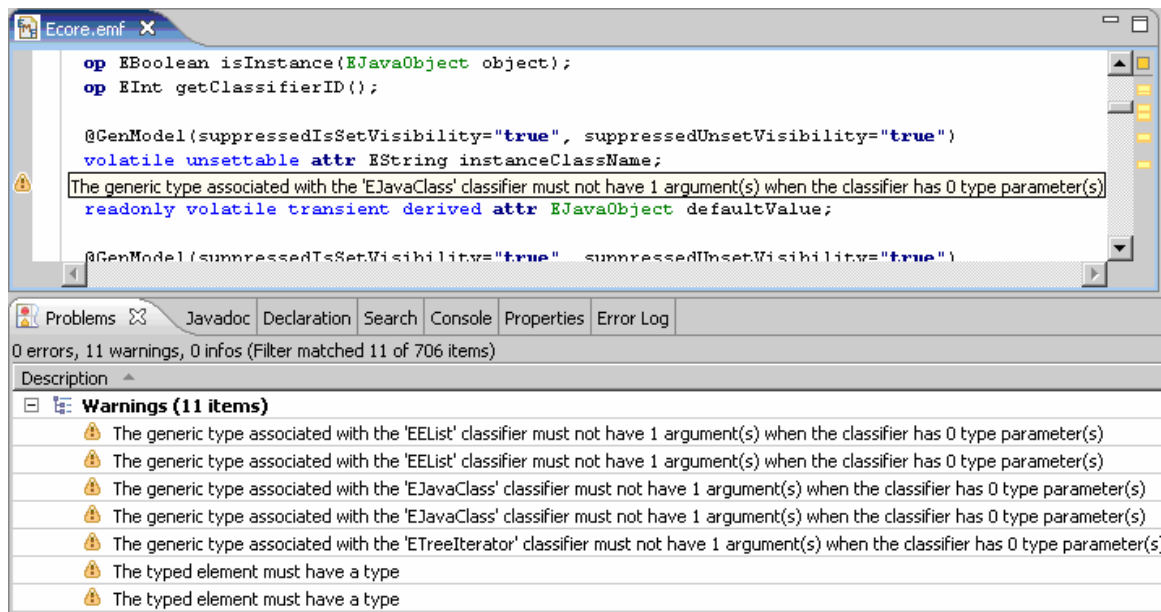 Ecore.emf
op EBoolean isInstance(EJavaObject object);
op EInt getClassifierID();
@GenModel(suppressedIsSetVisibility="true", suppressedUnsetVisibility="true")
volatile unsettable attr EString instanceClassName;
The generic type associated with the 'EJavaClass' classifier must not have 1 argument(s) when the classifier has 0 type parameter(s)
readonly volatile transient derived attr EJavaObject defaultValue;
@GenModel(suppressedIsSetVisibility="true", suppressedUnsetVisibility="true")
Problems Javadoc Declaration Search Console Properties Error Log
0 errors, 11 warnings, 0 infos (Filter matched 11 of 706 items)
Description
Warnings (11 items)
The generic type associated with the 'EEList' classifier must not have 1 argument(s) when the classifier has 0 type parameter(s)
The generic type associated with the 'EEList' classifier must not have 1 argument(s) when the classifier has 0 type parameter(s)
The generic type associated with the 'EJavaClass' classifier must not have 1 argument(s) when the classifier has 0 type parameter(s)
The generic type associated with the 'EJavaClass' classifier must not have 1 argument(s) when the classifier has 0 type parameter(s)
The generic type associated with the 'ETreeIterator' classifier must not have 1 argument(s) when the classifier has 0 type parameter(s)
The typed element must have a type
The typed element must have a type